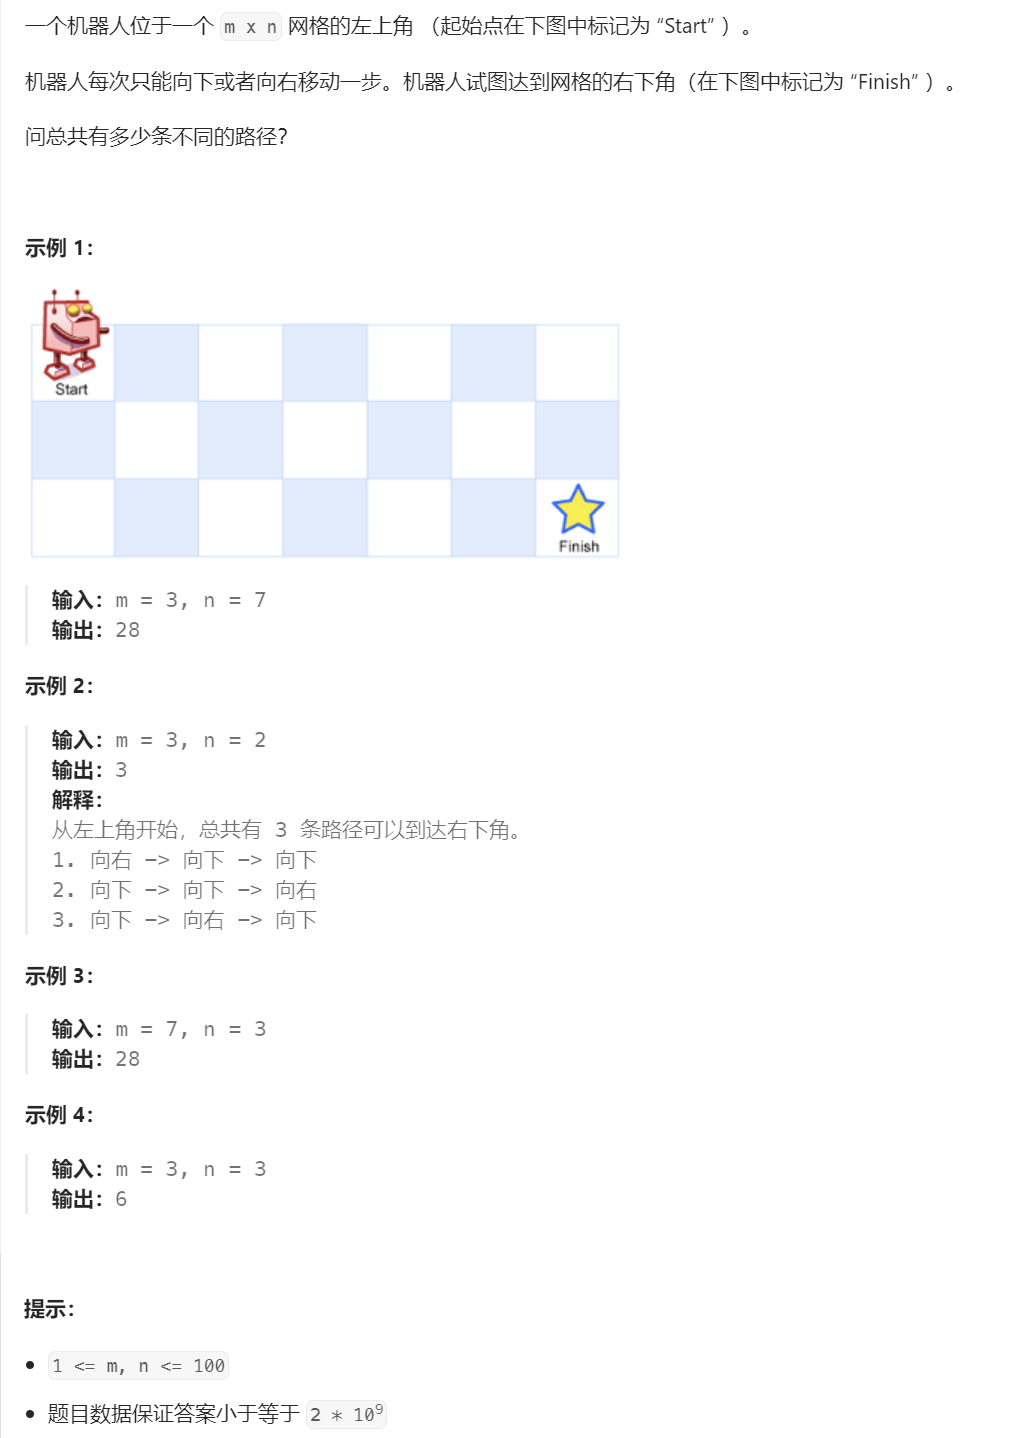 一个机器人位于一个 m x n 网格的左上角 （起始点在下图中标记为 “Start” ）。
机器人每次只能向下或者向右移动一步。机器人试图达到网格的右下角（在下图中标记为 “Finish” ）。
问总共有多少条不同的路径？
示例 1：
Start
Finish
输入：m = 3, n = 7
输出：28
示例 2：
输入：m = 3, n = 2
输出：3
解释：
从左上角开始，总共有 3 条路径可以到达右下角。
1. 向右 -> 向下 -> 向下
2. 向下 -> 向下 -> 向右
3. 向下 -> 向右 -> 向下
示例 3：
输入：m = 7, n = 3
输出：28
示例 4：
输入：m = 3, n = 3
输出：6
提示：
• 1 <= m, n <= 100
• 题目数据保证答案小于等于 2 * 10⁹